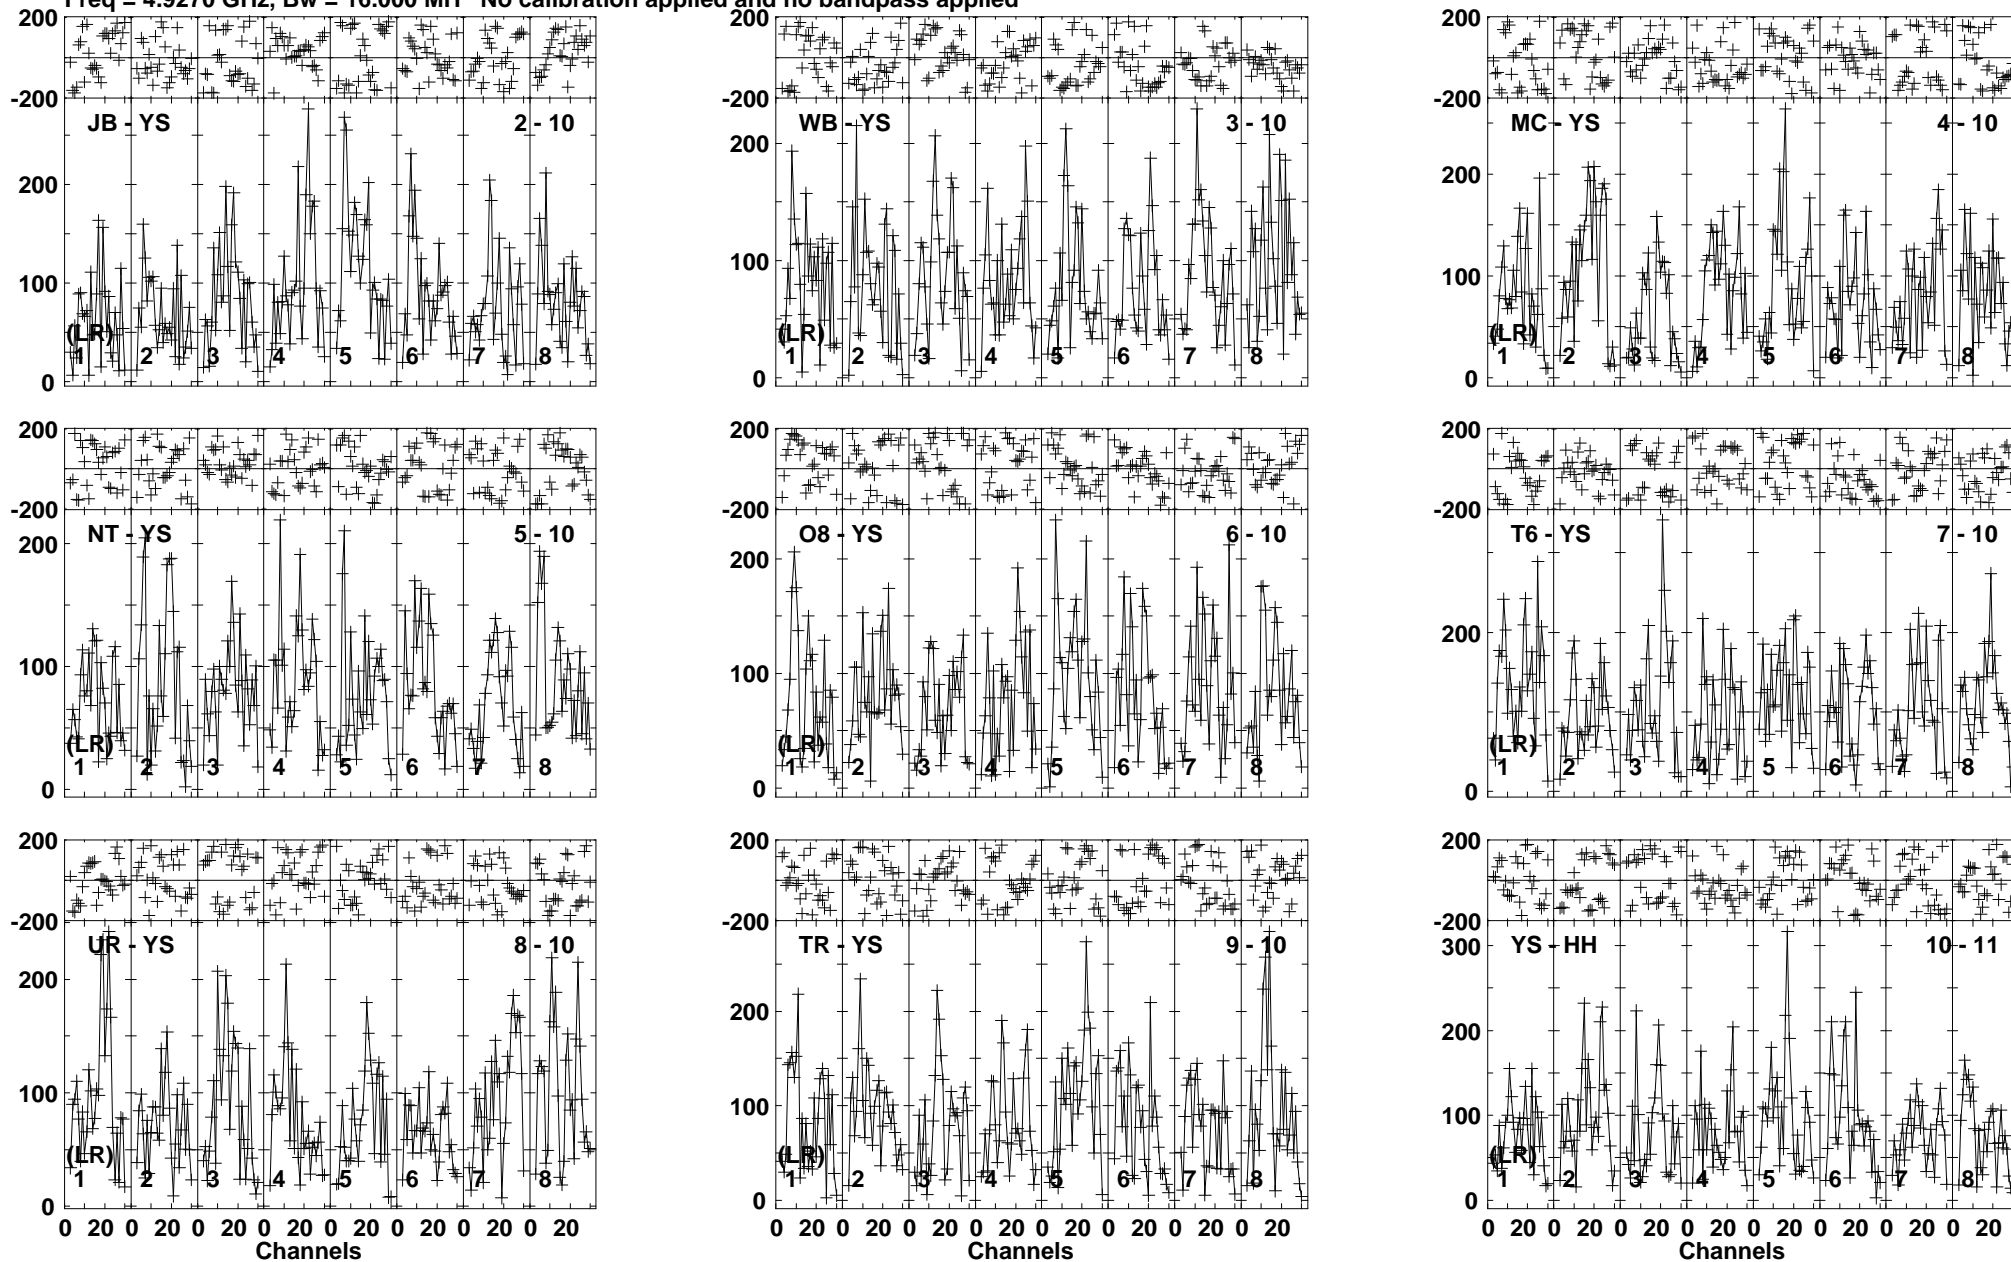 Freq = 4.9270 GHz, Bw = 16.000 MH No calibration applied and no bandpass applied
200 200 200
-200 -200 -200
JB - YS 2 - 10 WB - YS 3 - 10 MC - YS 4 - 10
200 200 200
100 100 100
(LR) (LR) (LR)
1 2 3 4 5 6 7 8 1 2 3 4 5 6 7 8 1 2 3 4 5 6 7 8
0 0 0
200 200 200
-200 -200 -200
NT - YS 5 - 10 O8 - YS 6 - 10 T6 - YS 7 - 10
200 200 200
100 100
(LR) (LR) (LR)
1 2 3 4 5 6 7 8 1 2 3 4 5 6 7 8 1 2 3 4 5 6 7 8
0 0 0
200 200 200
-200 -200 -200
UR - YS 8 - 10 TR - YS 9 - 10 YS - HH 10 - 11
300
200 200 200
100 100 100
(LR) (LR) (LR)
1 2 3 4 5 6 7 8 1 2 3 4 5 6 7 8 1 2 3 4 5 6 7 8
0 0 0
0 20 0 20 0 20 0 20 0 20 0 20 0 20 0 20 0 20 0 20 0 20 0 20 0 20 0 20 0 20 0 20 0 20 0 20 0 20 0 20 0 20 0 20 0 20 0 20
Channels Channels Channels